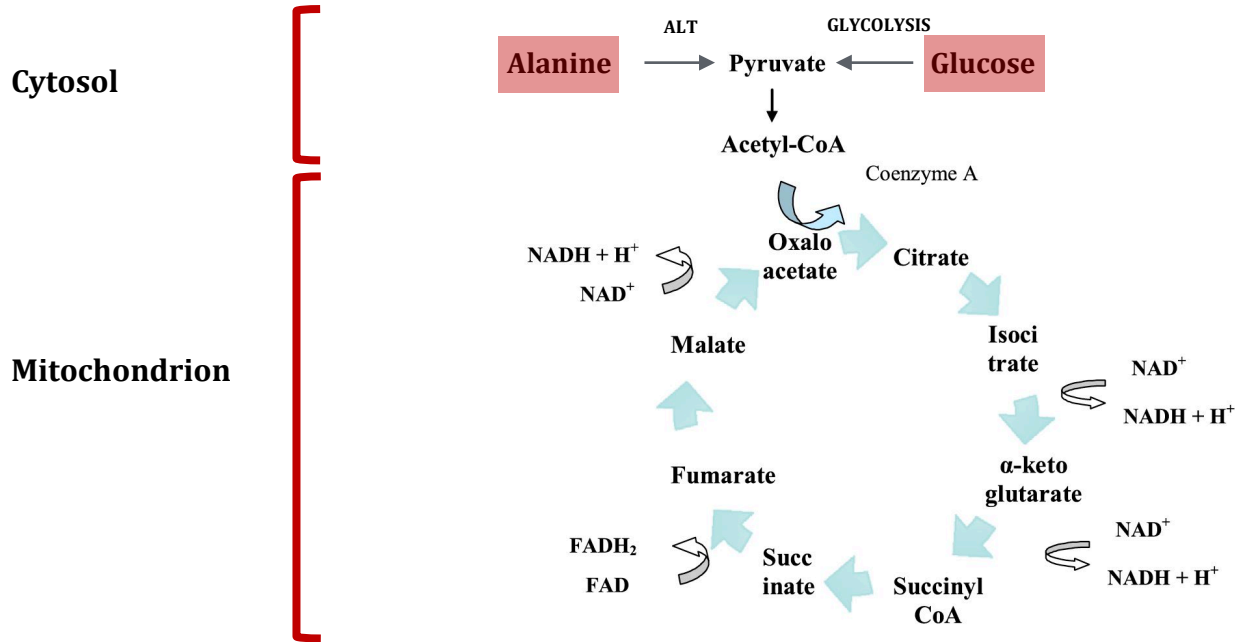 ALT
GLYCOLYSIS
Cytosol
Alanine
Pyruvate
Glucose
Acetyl-CoA
Coenzyme A
Oxalo
acetate
Citrate
NADH + H⁺
NAD⁺
Mitochondrion
Malate
Isoci
trate
NAD⁺
NADH + H⁺
Fumarate
α-keto
glutarate
FADH₂
FAD
Succ
inate
Succinyl
CoA
NAD⁺
NADH + H⁺